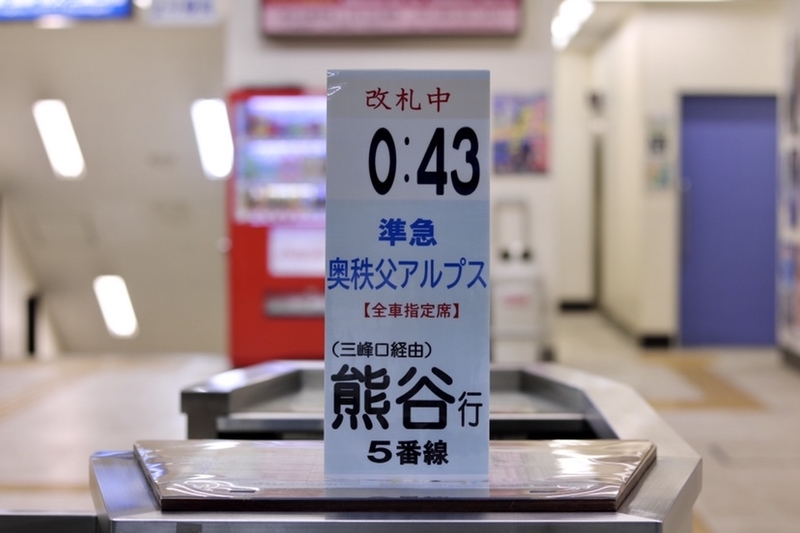 改札中
0:43
準急
奥秩父アルプス
【全車指定席】
(三峰口経由)
熊谷行
5番線